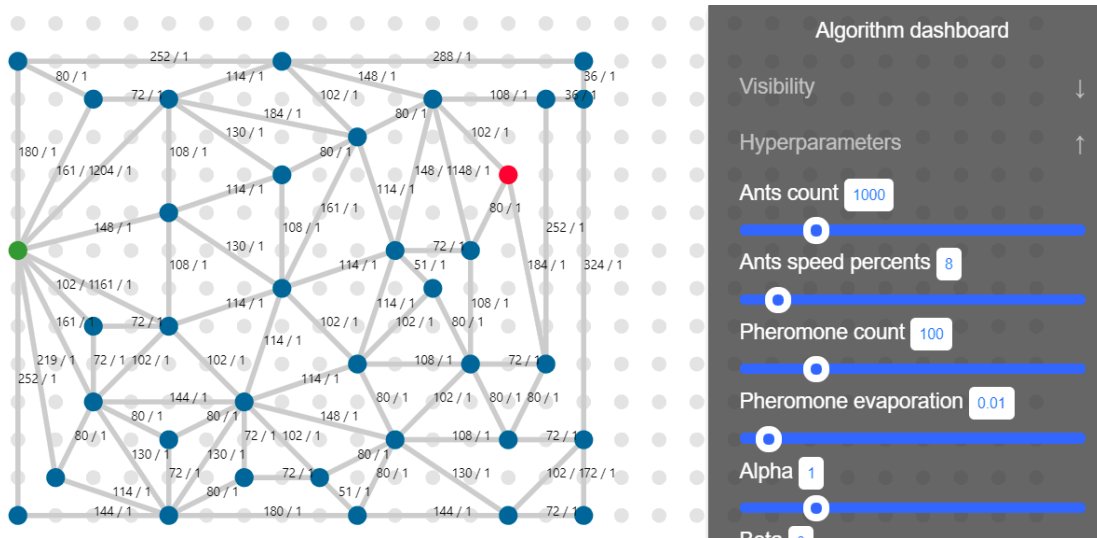 Algorithm dashboard
Visibility ↓
Hyperparameters ↑
Ants count 1000
Ants speed percents 8
Pheromone count 100
Pheromone evaporation 0.01
Alpha 1
252 / 1
288 / 1
80 / 1
114 / 1
148 / 1
36 / 1
72 / 1
102 / 1
108 / 1
36 / 1
184 / 1
80 / 1
130 / 1
102 / 1
180 / 1
108 / 1
80 / 1
161 / 1204 / 1
148 / 1148 / 1
114 / 1
114 / 1
161 / 1
80 / 1
148 / 1
108 / 1
252 / 1
130 / 1
72 / 1
108 / 1
114 / 1
51 / 1
184 / 1
324 / 1
102 / 1161 / 1
114 / 1
114 / 1
108 / 1
161 / 1
72 / 1
102 / 1
102 / 1
80 / 1
114 / 1
219 / 1
72 / 1
102 / 1
102 / 1
108 / 1
72 / 1
252 / 1
114 / 1
144 / 1
80 / 1
102 / 1
80 / 1
80 / 1
80 / 1
80 / 1
148 / 1
80 / 1
72 / 1
102 / 1
108 / 1
72 / 1
130 / 1
130 / 1
80 / 1
72 / 1
72 / 1
80 / 1
130 / 1
102 / 172 / 1
114 / 1
80 / 1
51 / 1
144 / 1
180 / 1
144 / 1
72 / 1